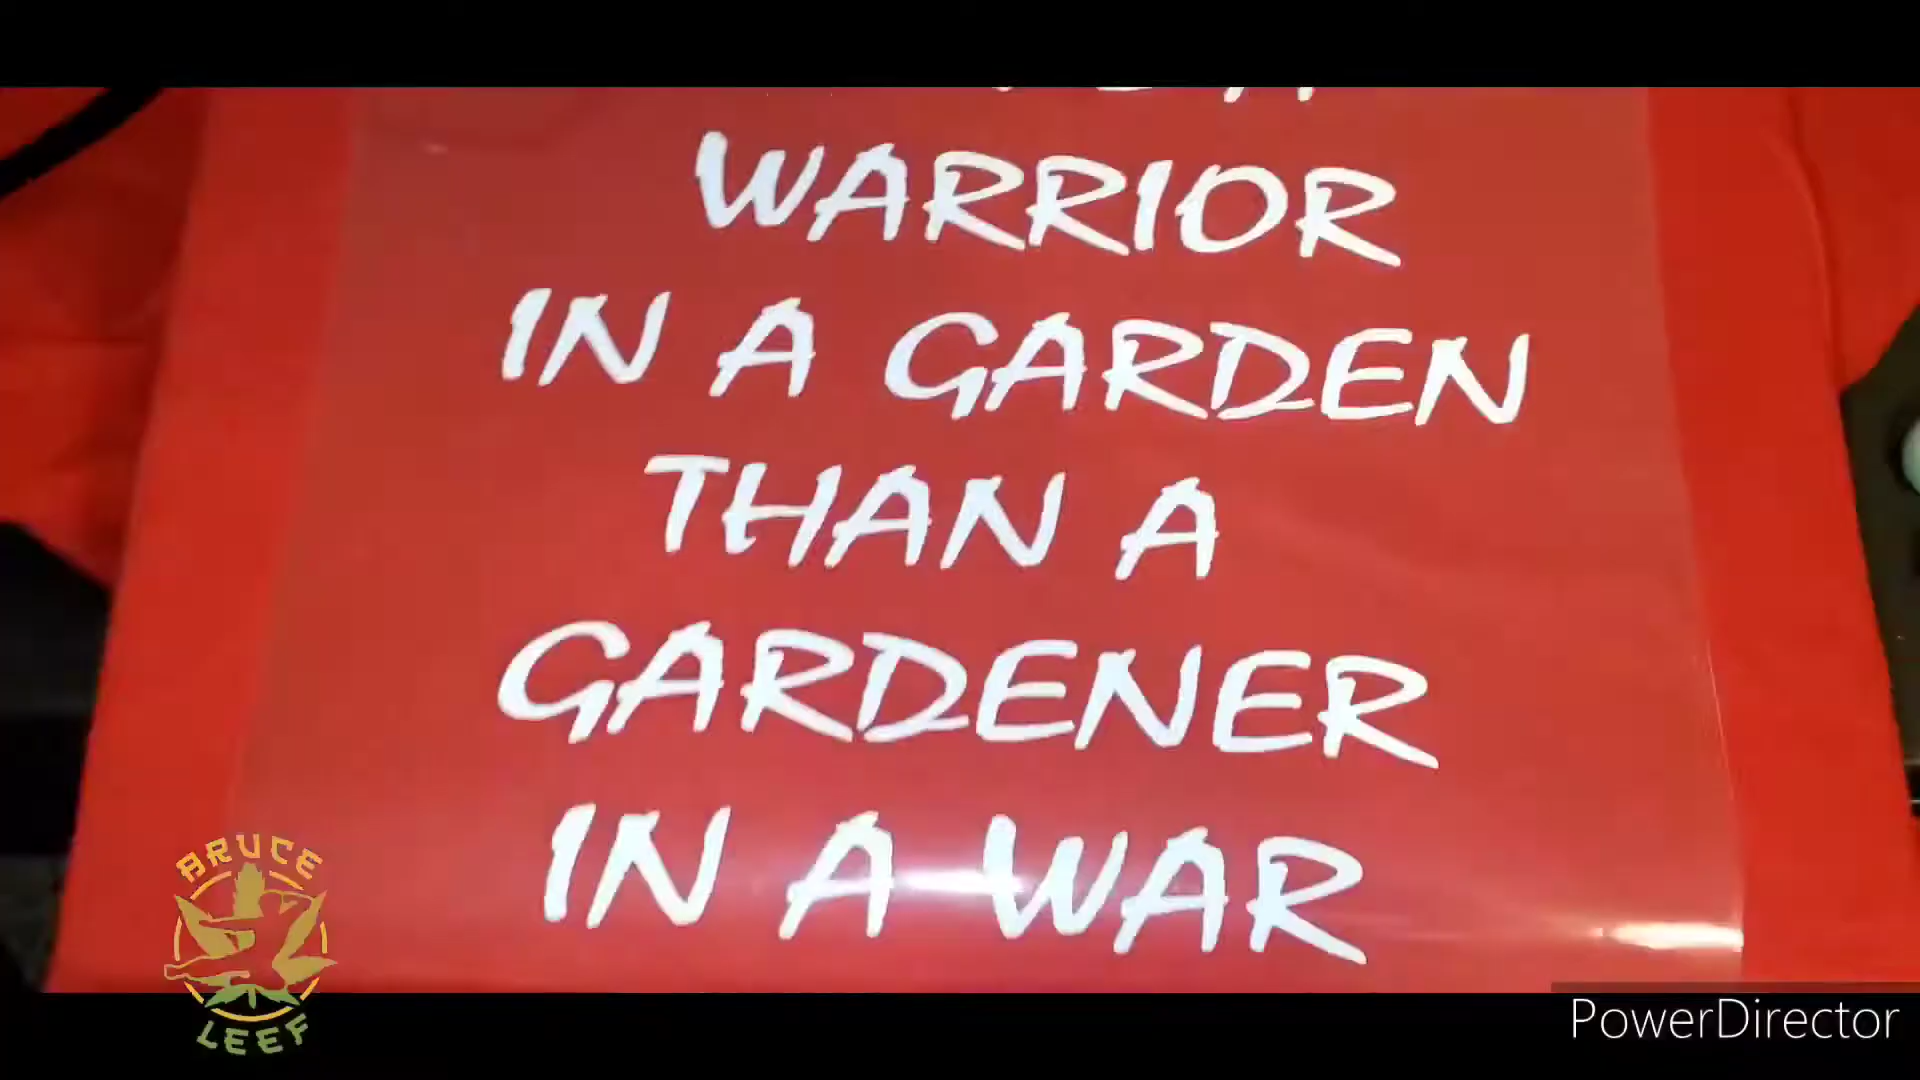 WARRIOR
IN A GARDEN
THAN A
GARDENER
IN A WAR
BRUCE
LEEF
PowerDirector